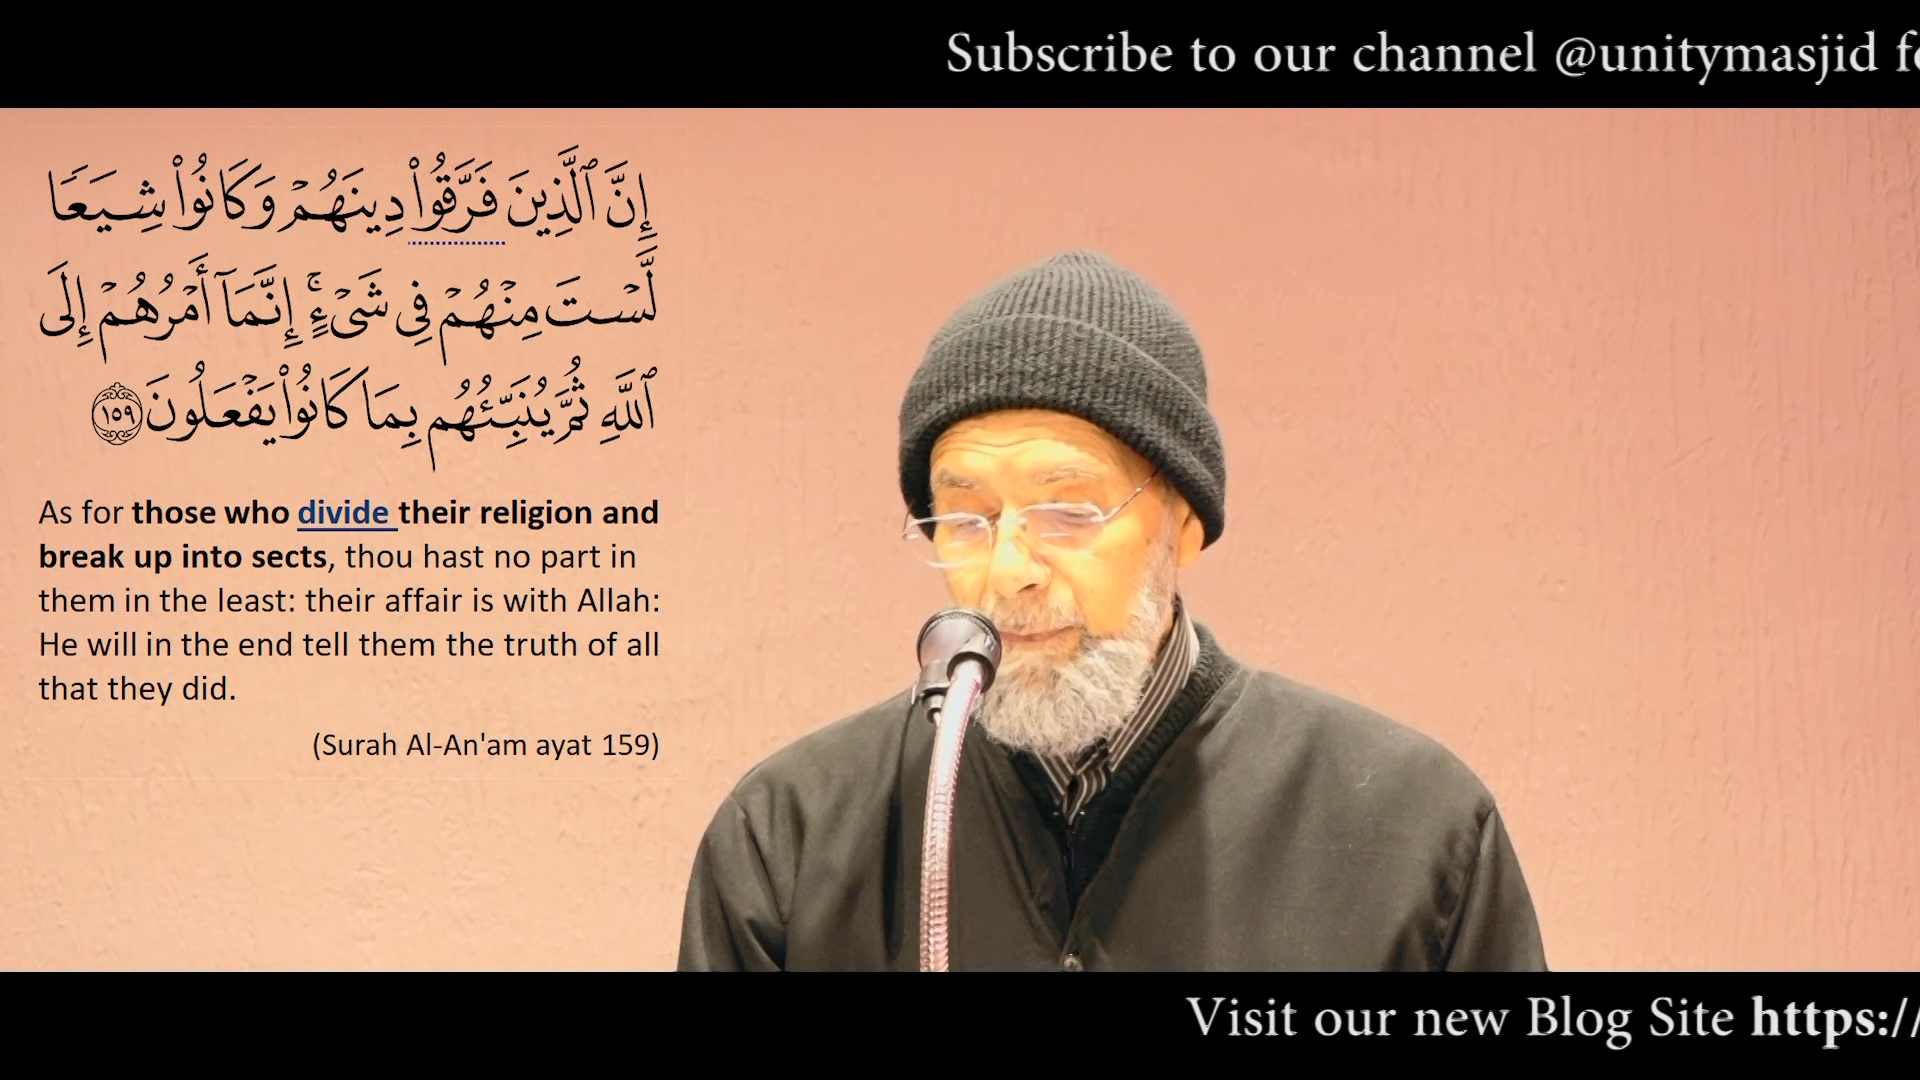 Subscribe to our channel @unitymasjid
إِنَّ ٱلَّذِينَ فَرَّقُوا۟ دِينَهُمْ وَكَانُوا۟ شِيَعًا
لَّسْتَ مِنْهُمْ فِى شَىْءٍ ۚ إِنَّمَآ أَمْرُهُمْ إِلَى
ٱللَّهِ ثُمَّ يُنَبِّئُهُم بِمَا كَانُوا۟ يَفْعَلُونَ ١٥٩
As for those who divide their religion and
break up into sects, thou hast no part in
them in the least: their affair is with Allah:
He will in the end tell them the truth of all
that they did.
(Surah Al-An'am ayat 159)
Visit our new Blog Site https:/